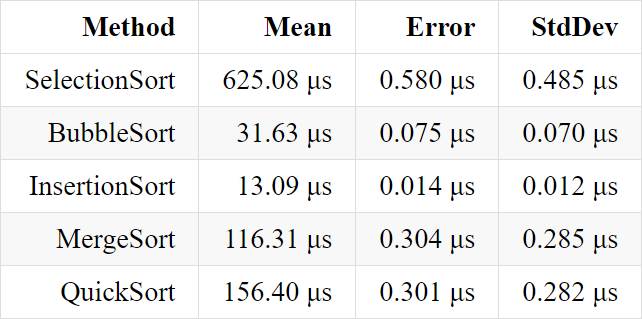 Method Mean Error StdDev
SelectionSort 625.08 μs 0.580 μs 0.485 μs
BubbleSort 31.63 μs 0.075 μs 0.070 μs
InsertionSort 13.09 μs 0.014 μs 0.012 μs
MergeSort 116.31 μs 0.304 μs 0.285 μs
QuickSort 156.40 μs 0.301 μs 0.282 μs